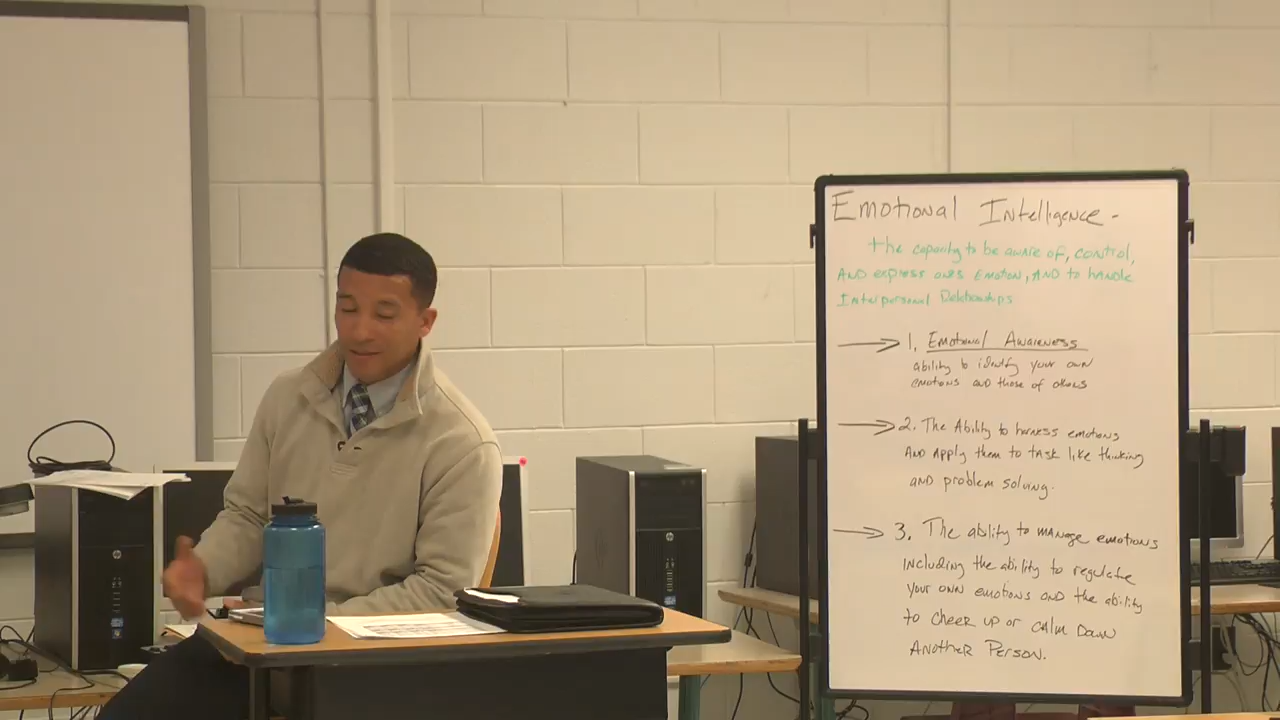 Emotional Intelligence -
the capacity to be aware of, control,
AND express ones Emotion, AND to handle
Interpersonal Relationships
1. Emotional Awareness
ability to identify your own
emotions and those of others
2. The Ability to harness emotions
AND Apply them to task like thinking
AND problem solving.
3. The ability to manage emotions
including the ability to regulate
your own emotions and the ability
to cheer up or calm Down
Another Person.
hp
hp